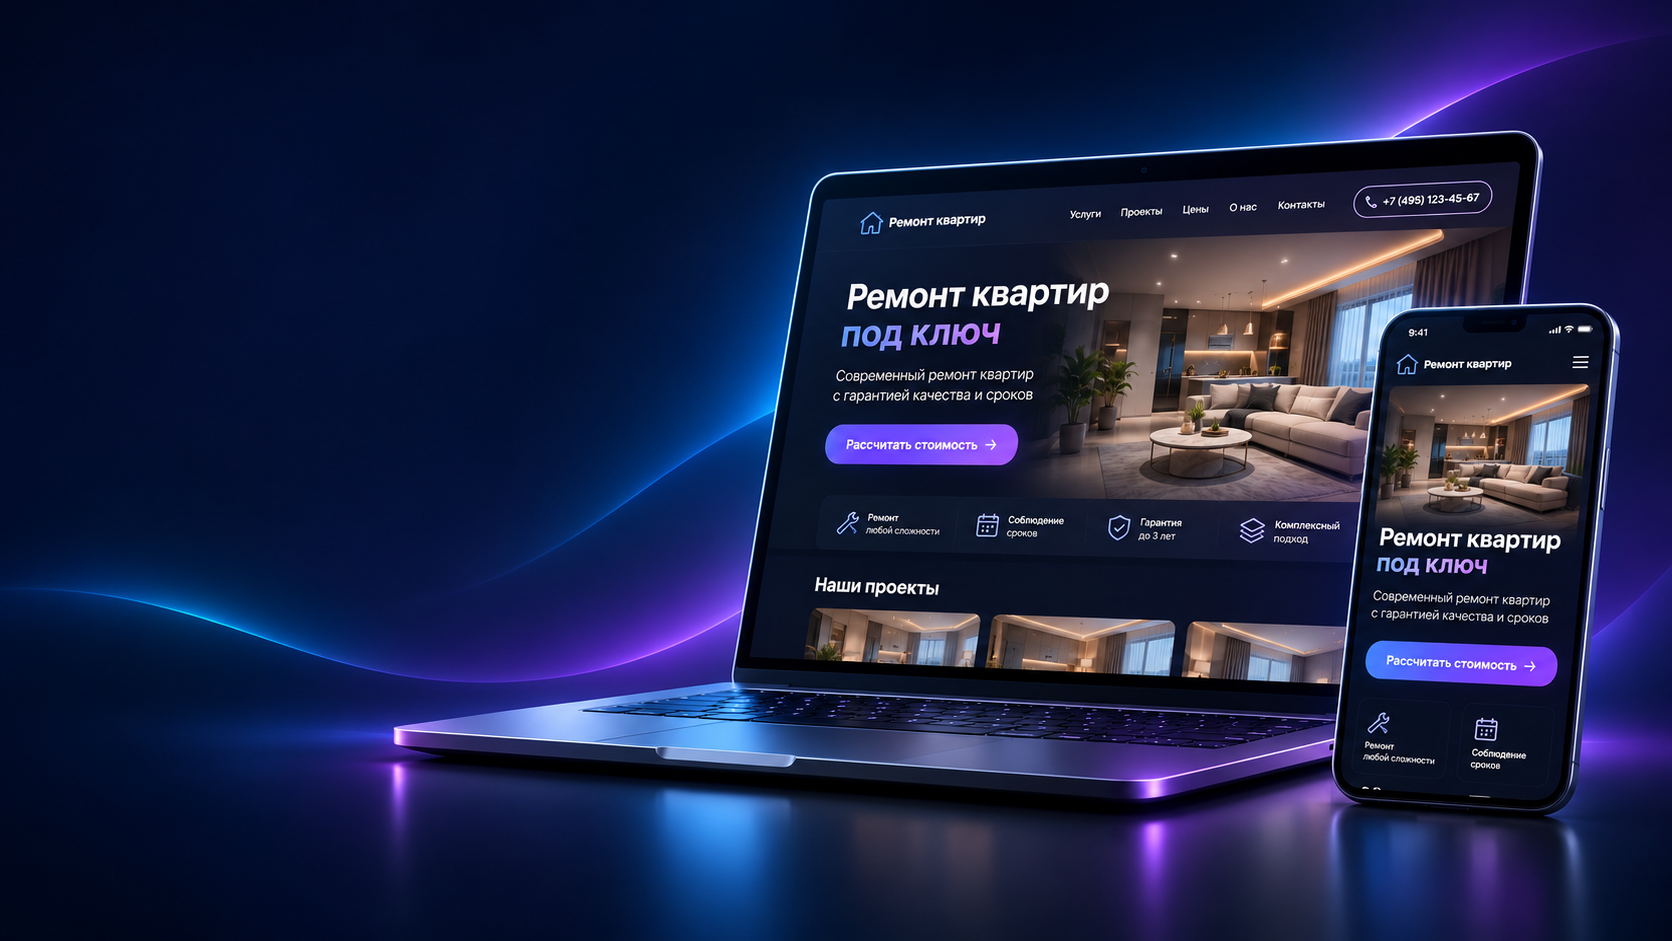 Ремонт квартир
Услуги
Проекты
Цены
О нас
Контакты
+7 (495) 123-45-67
Ремонт квартир
под ключ
Современный ремонт квартир
с гарантией качества и сроков
Рассчитать стоимость →
Ремонт
любой сложности
Соблюдение
сроков
Гарантия
до 3 лет
Комплексный
подход
Наши проекты
9:41
Ремонт квартир
Ремонт квартир
под ключ
Современный ремонт квартир
с гарантией качества и сроков
Рассчитать стоимость →
Ремонт
любой сложности
Соблюдение
сроков